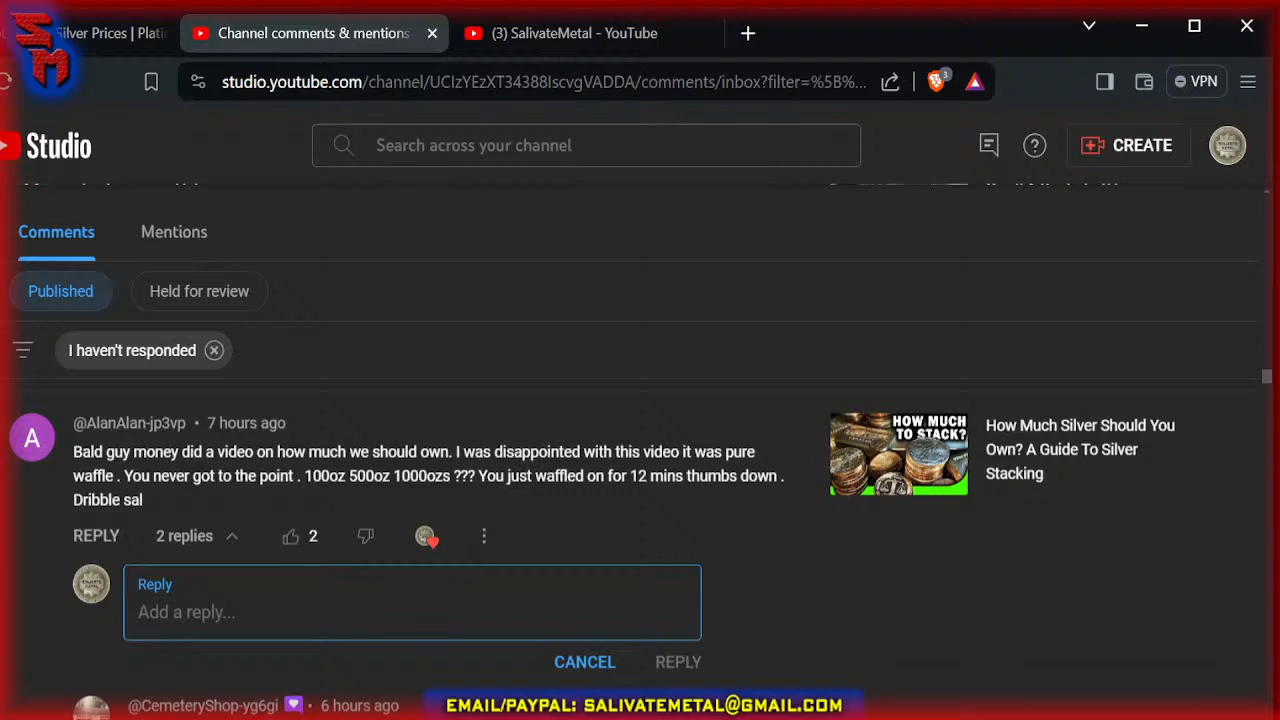 SM
Silver Prices | Plati
Channel comments & mentions
(3) SalivateMetal - YouTube
studio.youtube.com/channel/UCIzYEzXT34388IscvgVADDA/comments/inbox?filter=%5B%...
3
VPN
Studio
Search across your channel
CREATE
Comments
Mentions
Published
Held for review
I haven't responded
A
@AlanAlan-jp3vp • 7 hours ago
Bald guy money did a video on how much we should own. I was disappointed with this video it was pure
waffle . You never got to the point . 100oz 500oz 1000ozs ??? You just waffled on for 12 mins thumbs down .
Dribble sal
HOW MUCH
TO STACK?
How Much Silver Should You
Own? A Guide To Silver
Stacking
REPLY
2 replies
2
Reply
Add a reply...
CANCEL
REPLY
@CemeteryShop-yg6gi • 6 hours ago
EMAIL/PAYPAL: SALIVATEMETAL@GMAIL.COM